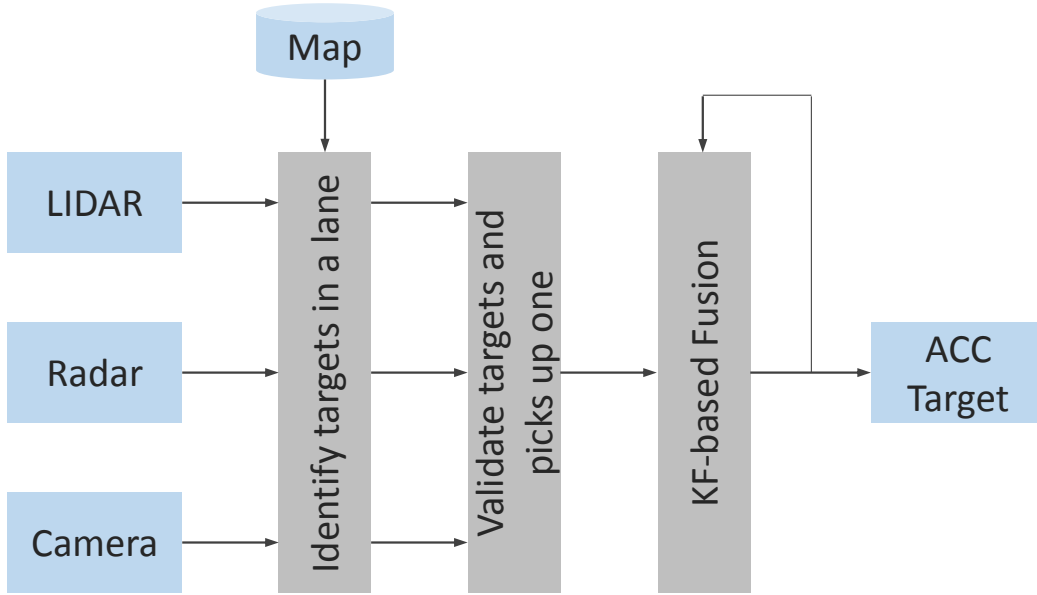 Map
LIDAR
Radar
Camera
Identify targets in a lane
Validate targets and
picks up one
KF-based Fusion
ACC
Target